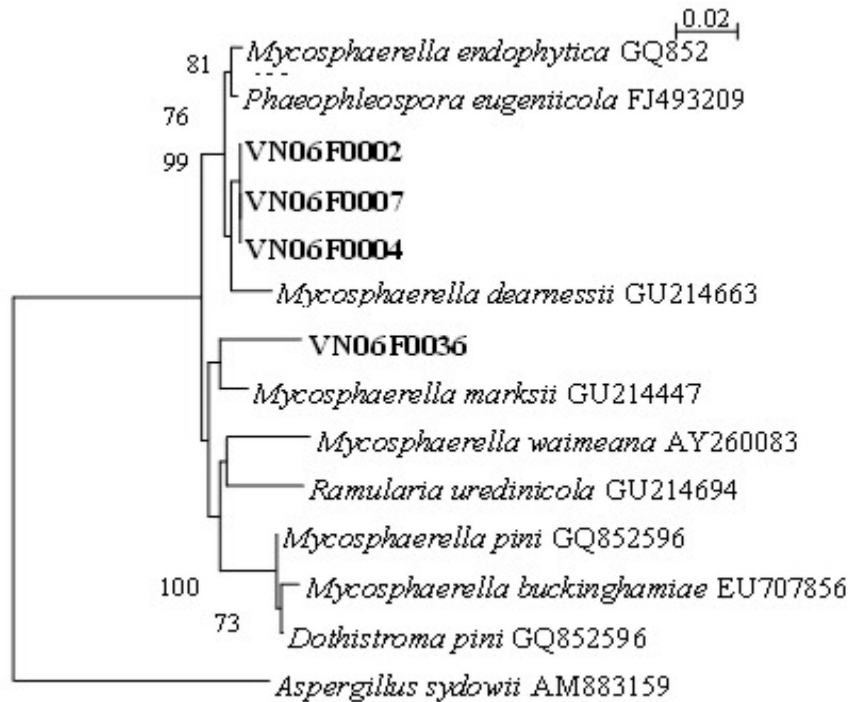 0.02
Mycosphaerella endophytica GQ852
81
Phaeophleospora eugeniicola FJ493209
76
VN06F0002
99
VN06F0007
VN06F0004
Mycosphaerella dearnessii GU214663
VN06F0036
Mycosphaerella marksii GU214447
Mycosphaerella waimeana AY260083
Ramularia uredinicola GU214694
Mycosphaerella pini GQ852596
100
Mycosphaerella buckinghamiae EU707856
73
Dothistroma pini GQ852596
Aspergillus sydowii AM883159